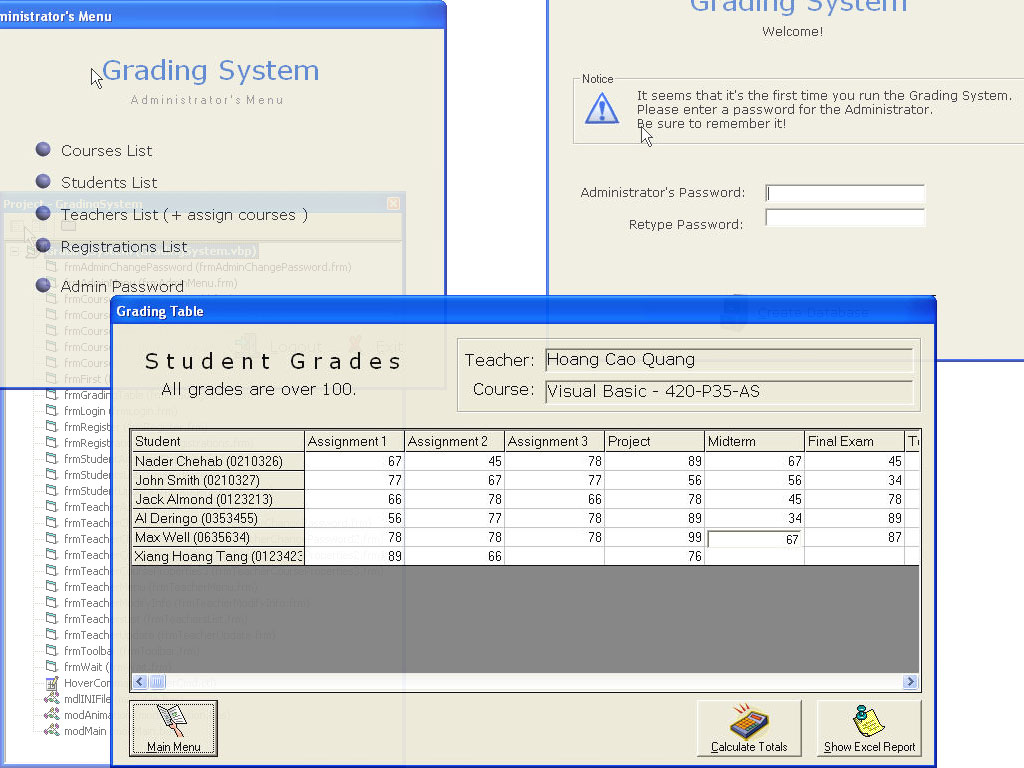 ministrator's Menu
Grading System
Administrator's Menu
Courses List
Students List
Teachers List ( + assign courses )
Registrations List
Admin Password
Logout
Exit
Grading System
Welcome!
Notice
It seems that it's the first time you run the Grading System.
Please enter a password for the Administrator.
Be sure to remember it!
Administrator's Password:
Retype Password:
Create Database
Project - GradingSystem
(GradingSystem.vbp)
frmAdminChangePassword (frmAdminChangePassword.frm)
frmCours
frmCours
frmCours
frmCours
frmCours
frmFirst
frmGradin
frmLogin
frmRegist
frmRegist
frmStude
frmStude
frmStude
frmTeach
frmTeach
frmTeach
frmTeach
frmTeach
frmTeach
frmTeach
frmTeach
frmTeach
frmToolba
frmWait
HoverCom
mdlINIFile
modAnima
modMain
Grading Table
Student Grades
All grades are over 100.
Teacher: Hoang Cao Quang
Course: Visual Basic - 420-P35-AS
Student Assignment 1 Assignment 2 Assignment 3 Project Midterm Final Exam
Nader Chehab (0210326) 67 45 78 89 67 45
John Smith (0210327) 77 67 77 56 56 34
Jack Almond (0123213) 66 78 66 78 45 78
Al Deringo (0353455) 56 77 78 89 34 89
Max Well (0635634) 78 78 78 99 67 87
Xiang Hoang Tang (0123423 89 66 76
Main Menu
Calculate Totals
Show Excel Report